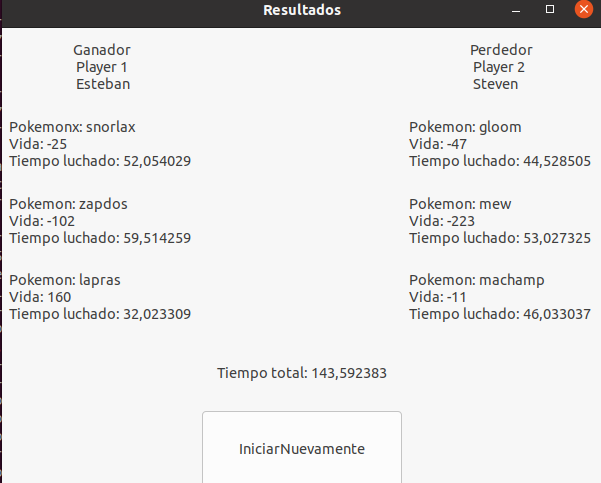 Resultados
Ganador
Player 1
Esteban
Perdedor
Player 2
Steven
Pokemonx: snorlax
Vida: -25
Tiempo luchado: 52,054029
Pokemon: gloom
Vida: -47
Tiempo luchado: 44,528505
Pokemon: zapdos
Vida: -102
Tiempo luchado: 59,514259
Pokemon: mew
Vida: -223
Tiempo luchado: 53,027325
Pokemon: lapras
Vida: 160
Tiempo luchado: 32,023309
Pokemon: machamp
Vida: -11
Tiempo luchado: 46,033037
Tiempo total: 143,592383
IniciarNuevamente